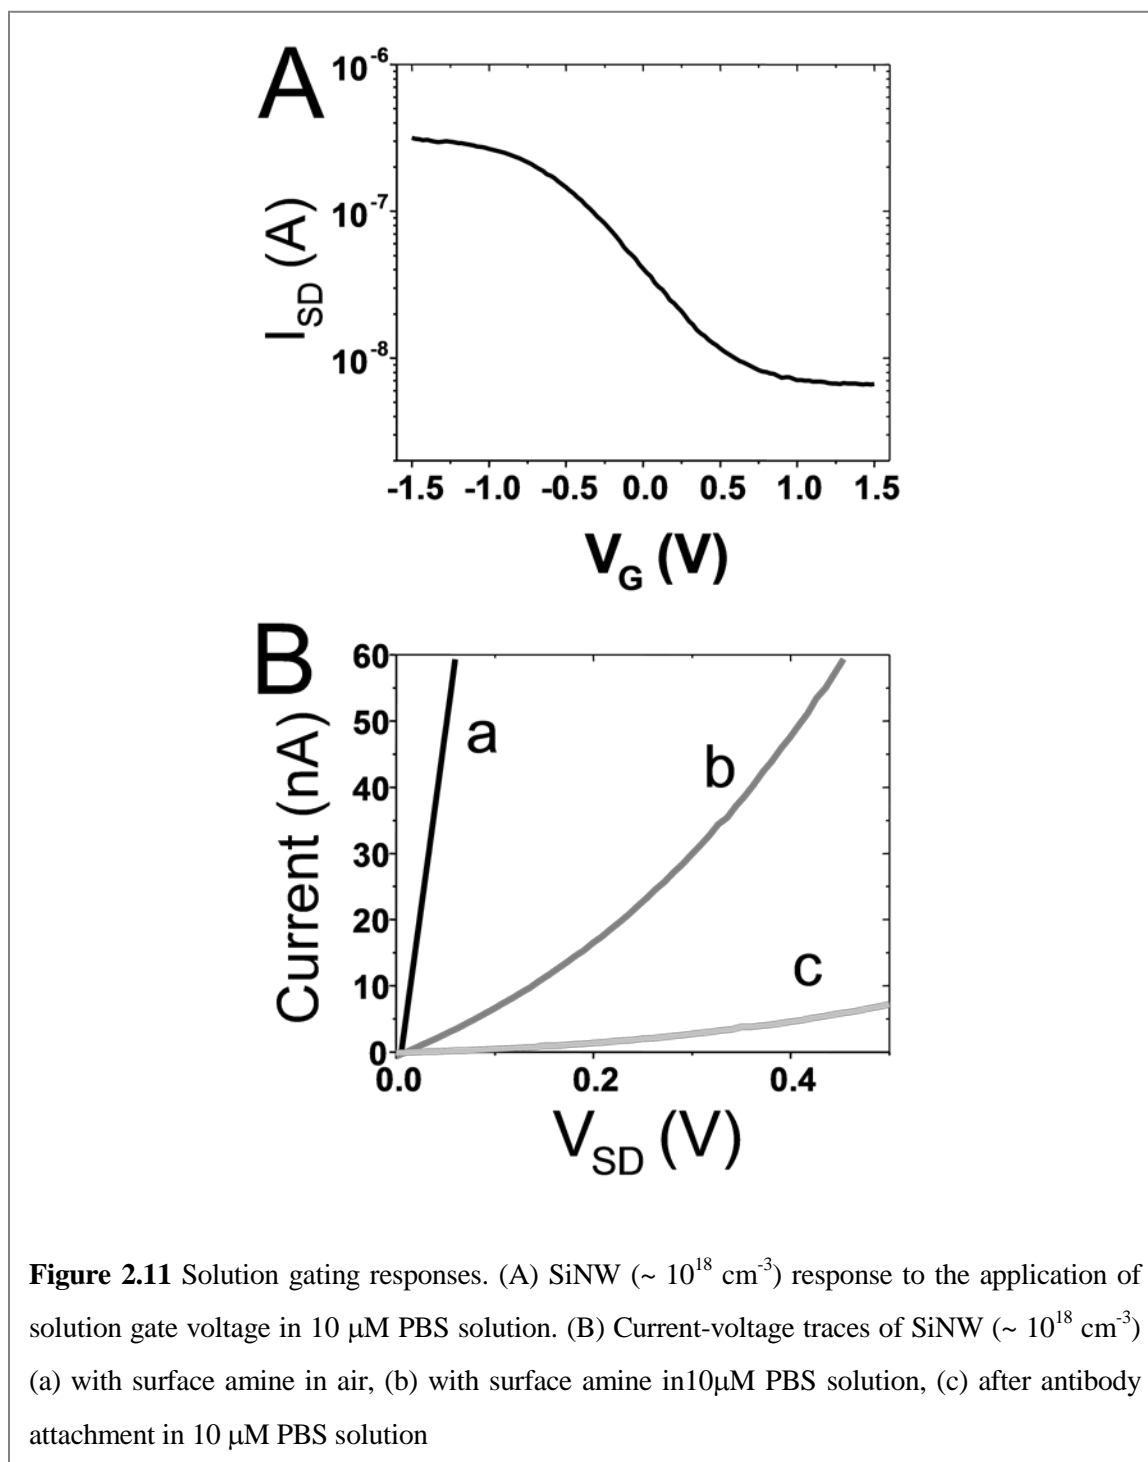 A
10⁻⁶
10⁻⁷
10⁻⁸
I_SD (A)
-1.5 -1.0 -0.5 0.0 0.5 1.0 1.5
V_G (V)
B
60
50
40
30
20
10
0
Current (nA)
a
b
c
0.0 0.2 0.4
V_SD (V)
Figure 2.11 Solution gating responses. (A) SiNW (~ 10¹⁸ cm⁻³) response to the application of
solution gate voltage in 10 μM PBS solution. (B) Current-voltage traces of SiNW (~ 10¹⁸ cm⁻³)
(a) with surface amine in air, (b) with surface amine in10μM PBS solution, (c) after antibody
attachment in 10 μM PBS solution